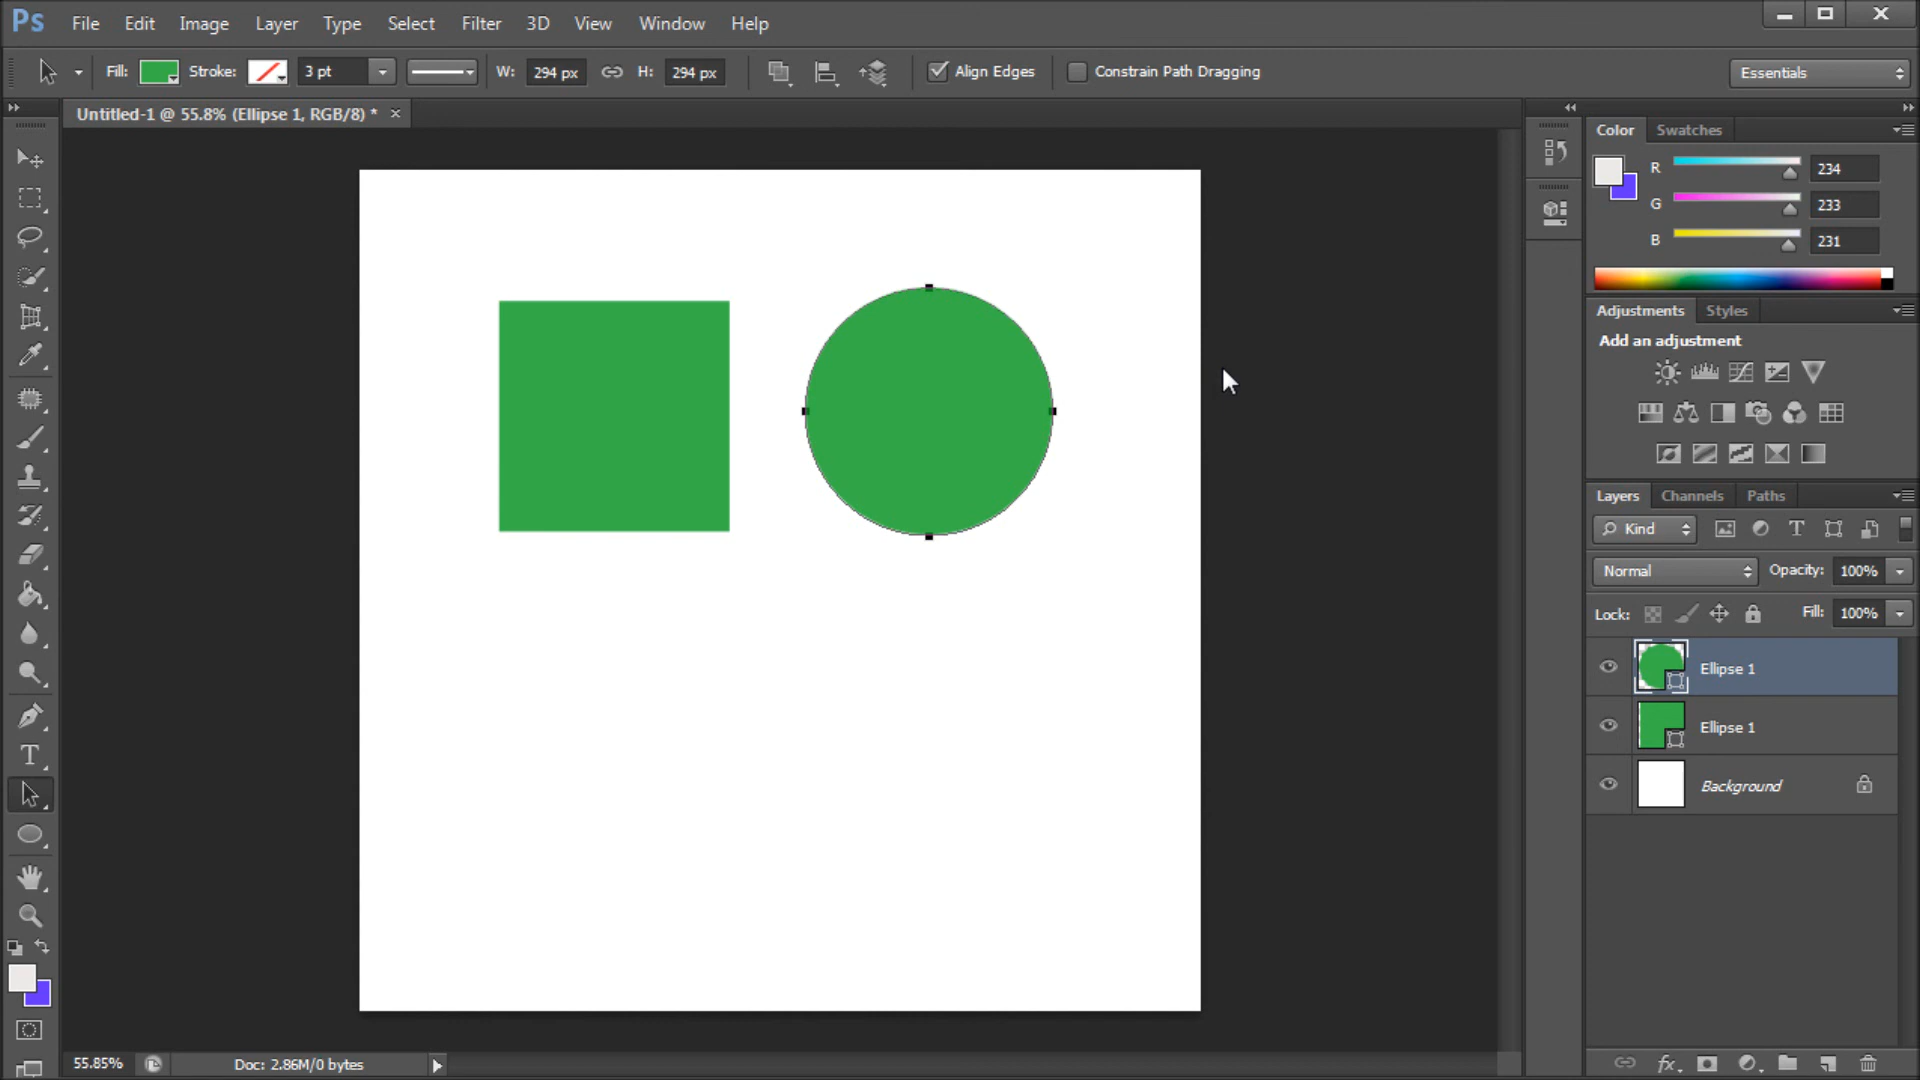 Ps File Edit Image Layer Type Select Filter 3D View Window Help
Fill: Stroke: 3 pt W: 294 px H: 294 px Align Edges Constrain Path Dragging Essentials
Untitled-1 @ 55.8% (Ellipse 1, RGB/8) *
Color Swatches
R 234
G 233
B 231
Adjustments Styles
Add an adjustment
Layers Channels Paths
Kind
Normal Opacity: 100%
Lock: Fill: 100%
Ellipse 1
Ellipse 1
Background
55.85% Doc: 2.86M/0 bytes